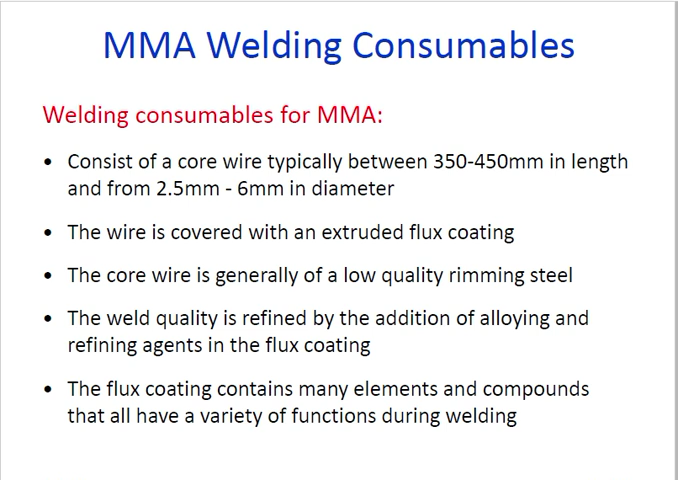 MMA Welding Consumables
Welding consumables for MMA:
• Consist of a core wire typically between 350-450mm in length
and from 2.5mm - 6mm in diameter
• The wire is covered with an extruded flux coating
• The core wire is generally of a low quality rimming steel
• The weld quality is refined by the addition of alloying and
refining agents in the flux coating
• The flux coating contains many elements and compounds
that all have a variety of functions during welding